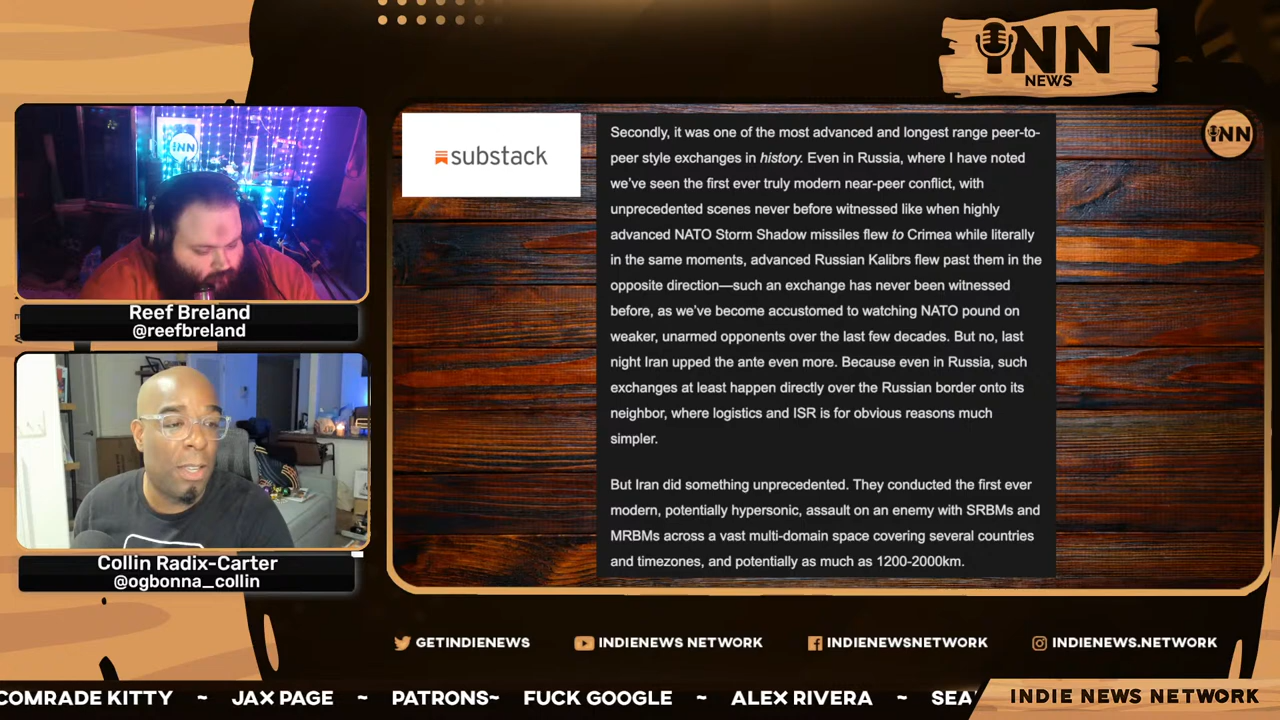 iNN
NEWS
iNN
iNN
substack
Secondly, it was one of the most advanced and longest range peer-to-
peer style exchanges in history. Even in Russia, where I have noted
we've seen the first ever truly modern near-peer conflict, with
unprecedented scenes never before witnessed like when highly
advanced NATO Storm Shadow missiles flew to Crimea while literally
in the same moments, advanced Russian Kalibrs flew past them in the
opposite direction—such an exchange has never been witnessed
before, as we've become accustomed to watching NATO pound on
weaker, unarmed opponents over the last few decades. But no, last
night Iran upped the ante even more. Because even in Russia, such
exchanges at least happen directly over the Russian border onto its
neighbor, where logistics and ISR is for obvious reasons much
simpler.
But Iran did something unprecedented. They conducted the first ever
modern, potentially hypersonic, assault on an enemy with SRBMs and
MRBMs across a vast multi-domain space covering several countries
and timezones, and potentially as much as 1200-2000km.
Reef Breland
@reefbreland
Collin Radix-Carter
@ogbonna_collin
GETINDIENEWS
INDIENEWS NETWORK
INDIENEWSNETWORK
INDIENEWS.NETWORK
COMRADE KITTY ~ JAX PAGE ~ PATRONS~ FUCK GOOGLE ~ ALEX RIVERA ~ SEA
INDIE NEWS NETWORK